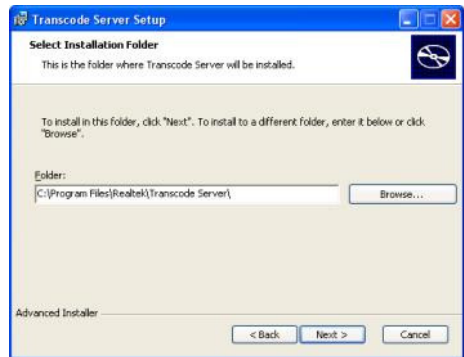 Transcode Server Setup
Select Installation Folder
This is the folder where Transcode Server will be installed.
To install in this folder, click "Next". To install to a different folder, enter it below or click
"Browse".
Folder:
C:\Program Files\Realtek\Transcode Server\
Browse...
Advanced Installer
< Back
Next >
Cancel